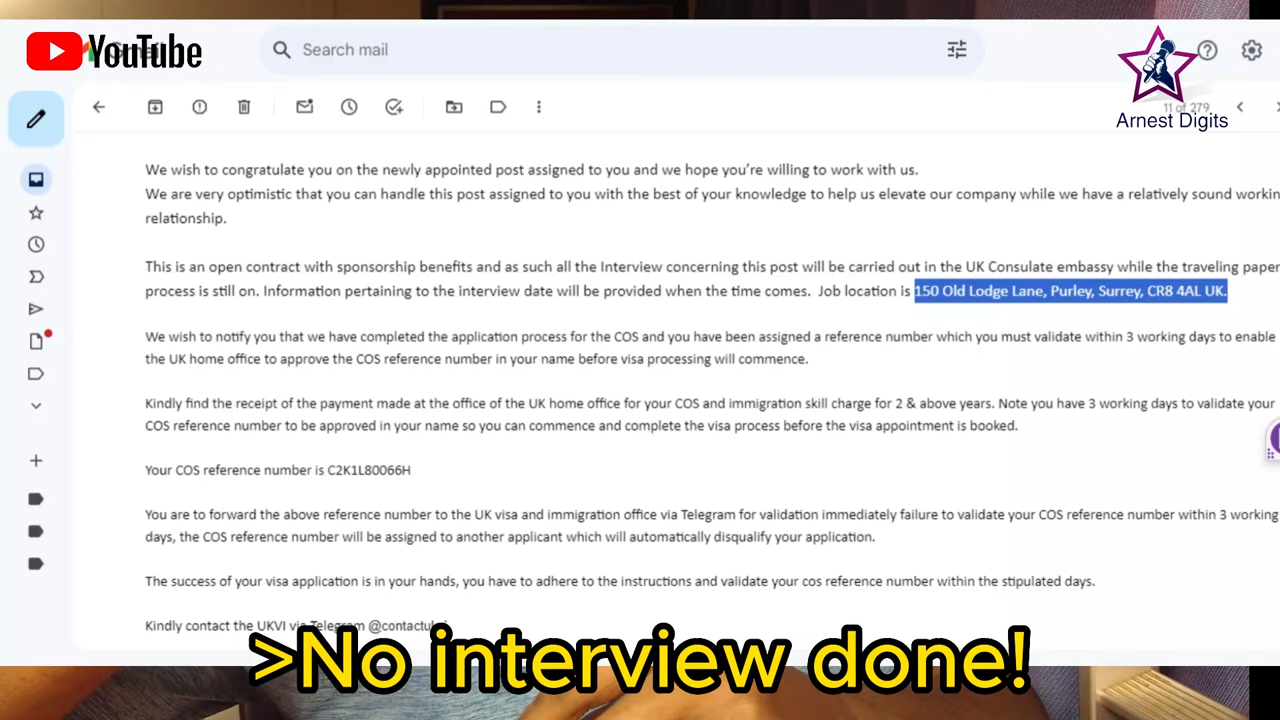 YouTube
Search mail
11 of 279
Arnest Digits
We wish to congratulate you on the newly appointed post assigned to you and we hope you're willing to work with us.
We are very optimistic that you can handle this post assigned to you with the best of your knowledge to help us elevate our company while we have a relatively sound workin
relationship.
This is an open contract with sponsorship benefits and as such all the Interview concerning this post will be carried out in the UK Consulate embassy while the traveling paper
process is still on. Information pertaining to the interview date will be provided when the time comes. Job location is 150 Old Lodge Lane, Purley, Surrey, CR8 4AL UK.
We wish to notify you that we have completed the application process for the COS and you have been assigned a reference number which you must validate within 3 working days to enable
the UK home office to approve the COS reference number in your name before visa processing will commence.
Kindly find the receipt of the payment made at the office of the UK home office for your COS and immigration skill charge for 2 & above years. Note you have 3 working days to validate your
COS reference number to be approved in your name so you can commence and complete the visa process before the visa appointment is booked.
Your COS reference number is C2K1L80066H
You are to forward the above reference number to the UK visa and immigration office via Telegram for validation immediately failure to validate your COS reference number within 3 working
days, the COS reference number will be assigned to another applicant which will automatically disqualify your application.
The success of your visa application is in your hands, you have to adhere to the instructions and validate your cos reference number within the stipulated days.
Kindly contact the UKVI via Telegram
>No interview done!